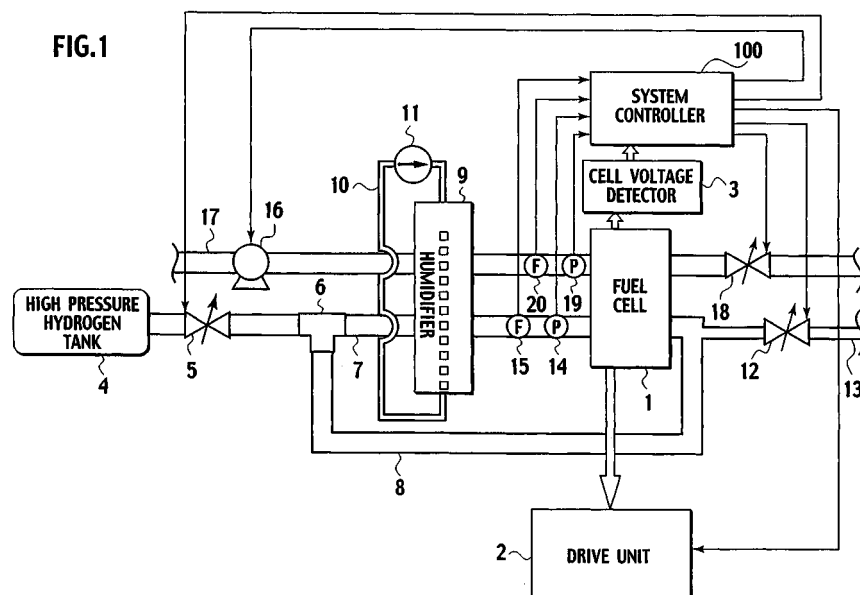 FIG.1
100
SYSTEM
CONTROLLER
11
10
9
CELL VOLTAGE
DETECTOR
3
17
16
HUMIDIFIER
F
P
20
19
FUEL
CELL
18
HIGH PRESSURE
HYDROGEN
TANK
4
5
6
7
F
P
15
14
1
12
13
8
2
DRIVE UNIT